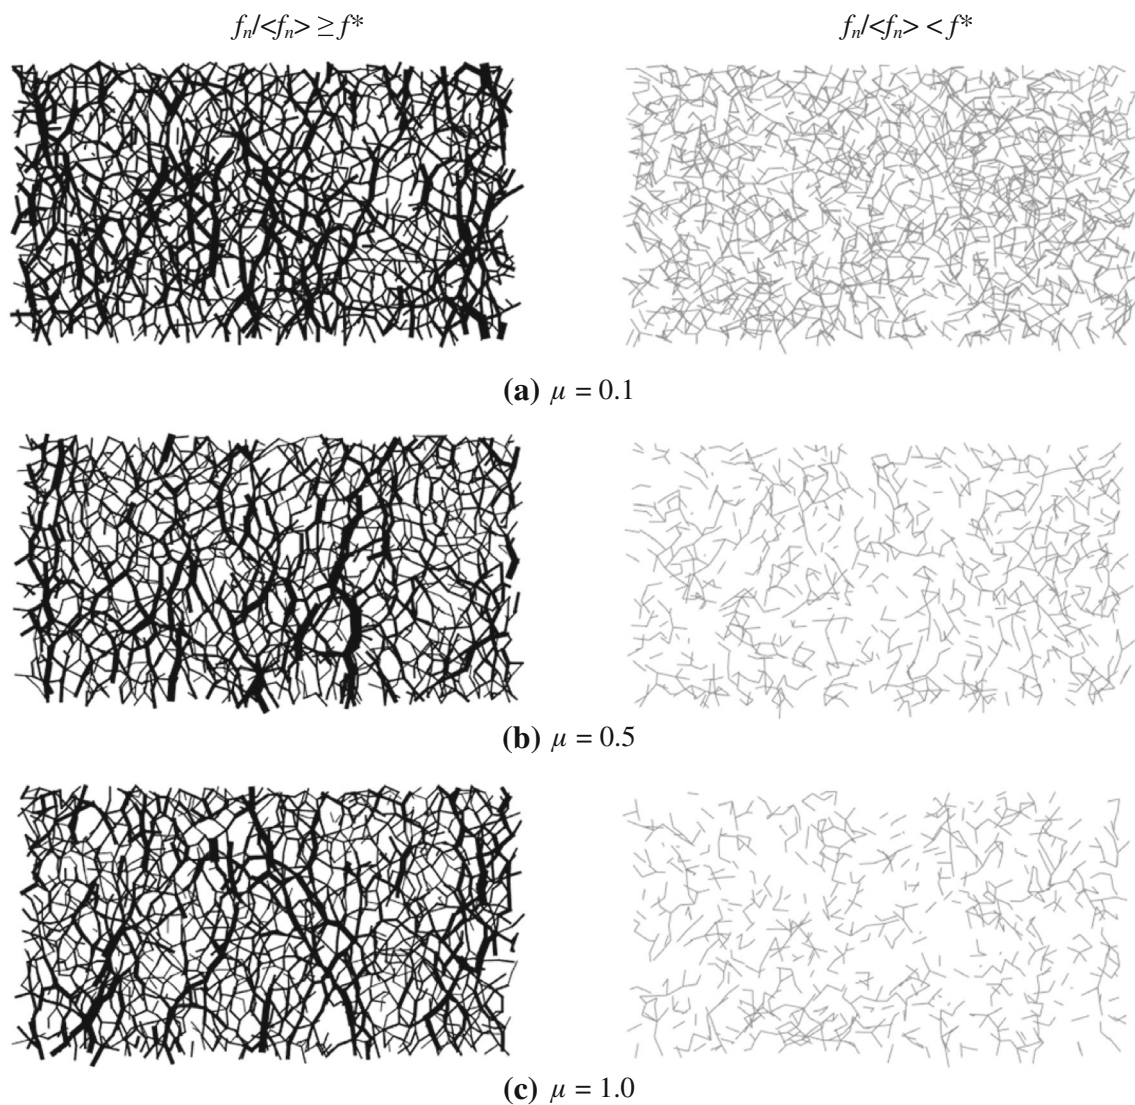 fₙ/<fₙ> ≥ f*
fₙ/<fₙ> < f*
(a) μ = 0.1
(b) μ = 0.5
(c) μ = 1.0